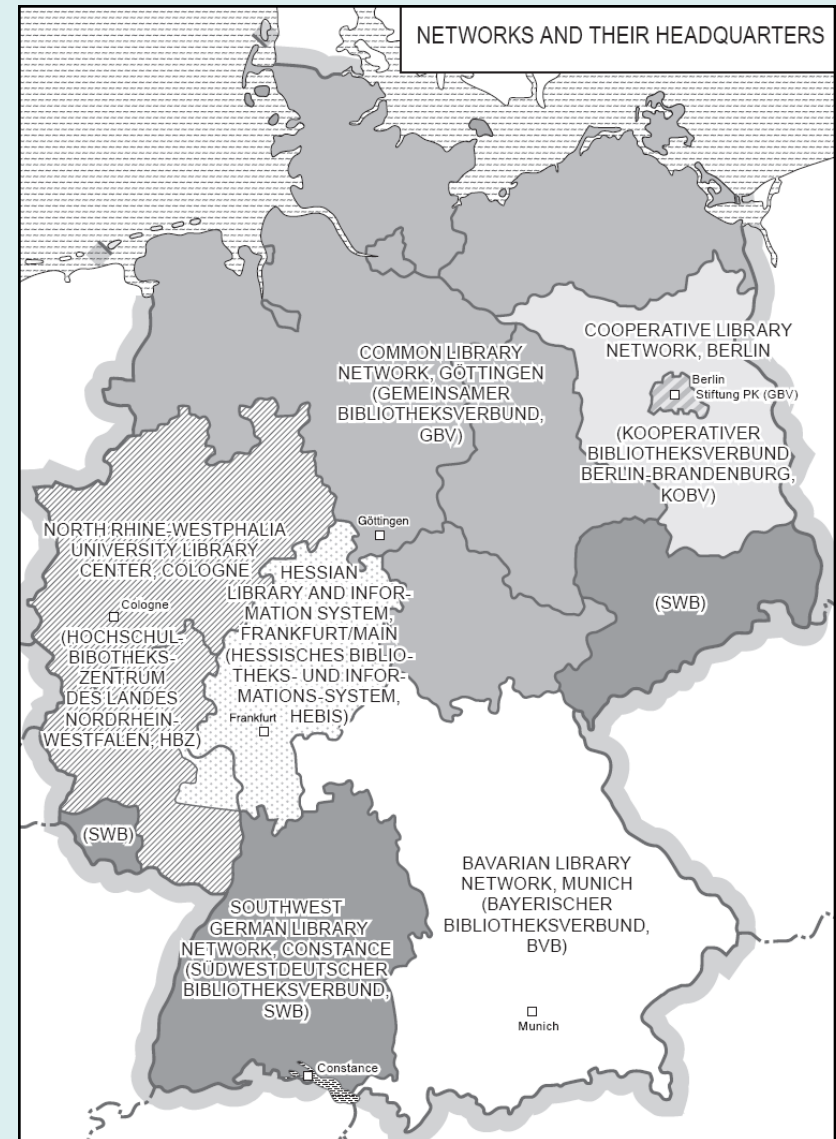 NETWORKS AND THEIR HEADQUARTERS
COOPERATIVE LIBRARY
NETWORK, BERLIN
Berlin
Stiftung PK (GBV)
(KOOPERATIVER
BIBLIOTHEKSVERBUND
BERLIN-BRANDENBURG,
KOBV)
COMMON LIBRARY
NETWORK, GÖTTINGEN
(GEMEINSAMER
BIBLIOTHEKSVERBUND,
GBV)
Göttingen
NORTH RHINE-WESTPHALIA
UNIVERSITY LIBRARY
CENTER, COLOGNE
Cologne
(HOCHSCHUL-
BIBOTHEKS-
ZENTRUM
DES LANDES
NORDRHEIN-
WESTFALEN, HBZ)
HESSIAN
LIBRARY AND INFOR-
MATION SYSTEM,
FRANKFURT/MAIN
(HESSISCHES BIBLIO-
THEKS- UND INFOR-
MATIONS-SYSTEM,
HEBIS)
Frankfurt
(SWB)
(SWB)
SOUTHWEST
GERMAN LIBRARY
NETWORK, CONSTANCE
(SÜDWESTDEUTSCHER
BIBLIOTHEKSVERBUND,
SWB)
Constance
BAVARIAN LIBRARY
NETWORK, MUNICH
(BAYERISCHER
BIBLIOTHEKSVERBUND,
BVB)
Munich